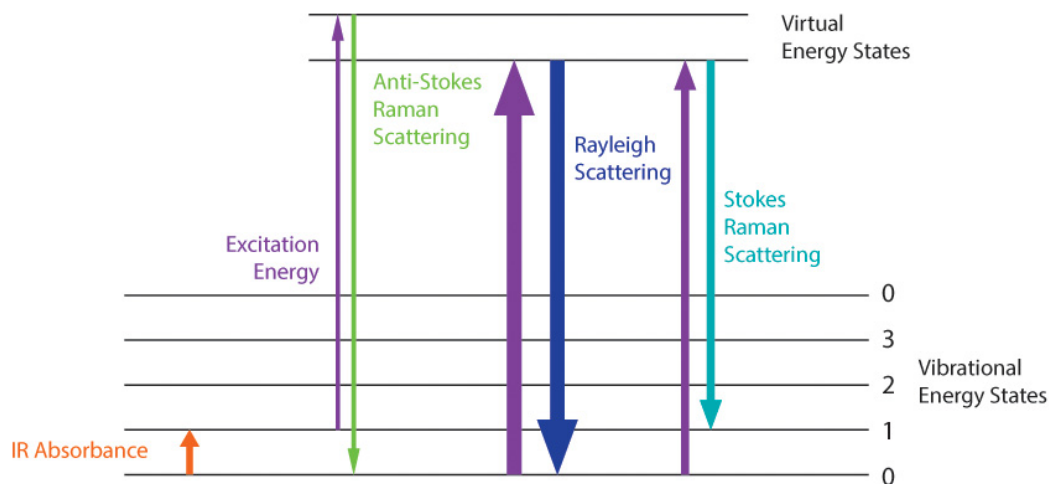 Virtual
Energy States
Anti-Stokes
Raman
Scattering
Rayleigh
Scattering
Stokes
Raman
Scattering
Excitation
Energy
0
3
2
1
0
Vibrational
Energy States
IR Absorbance